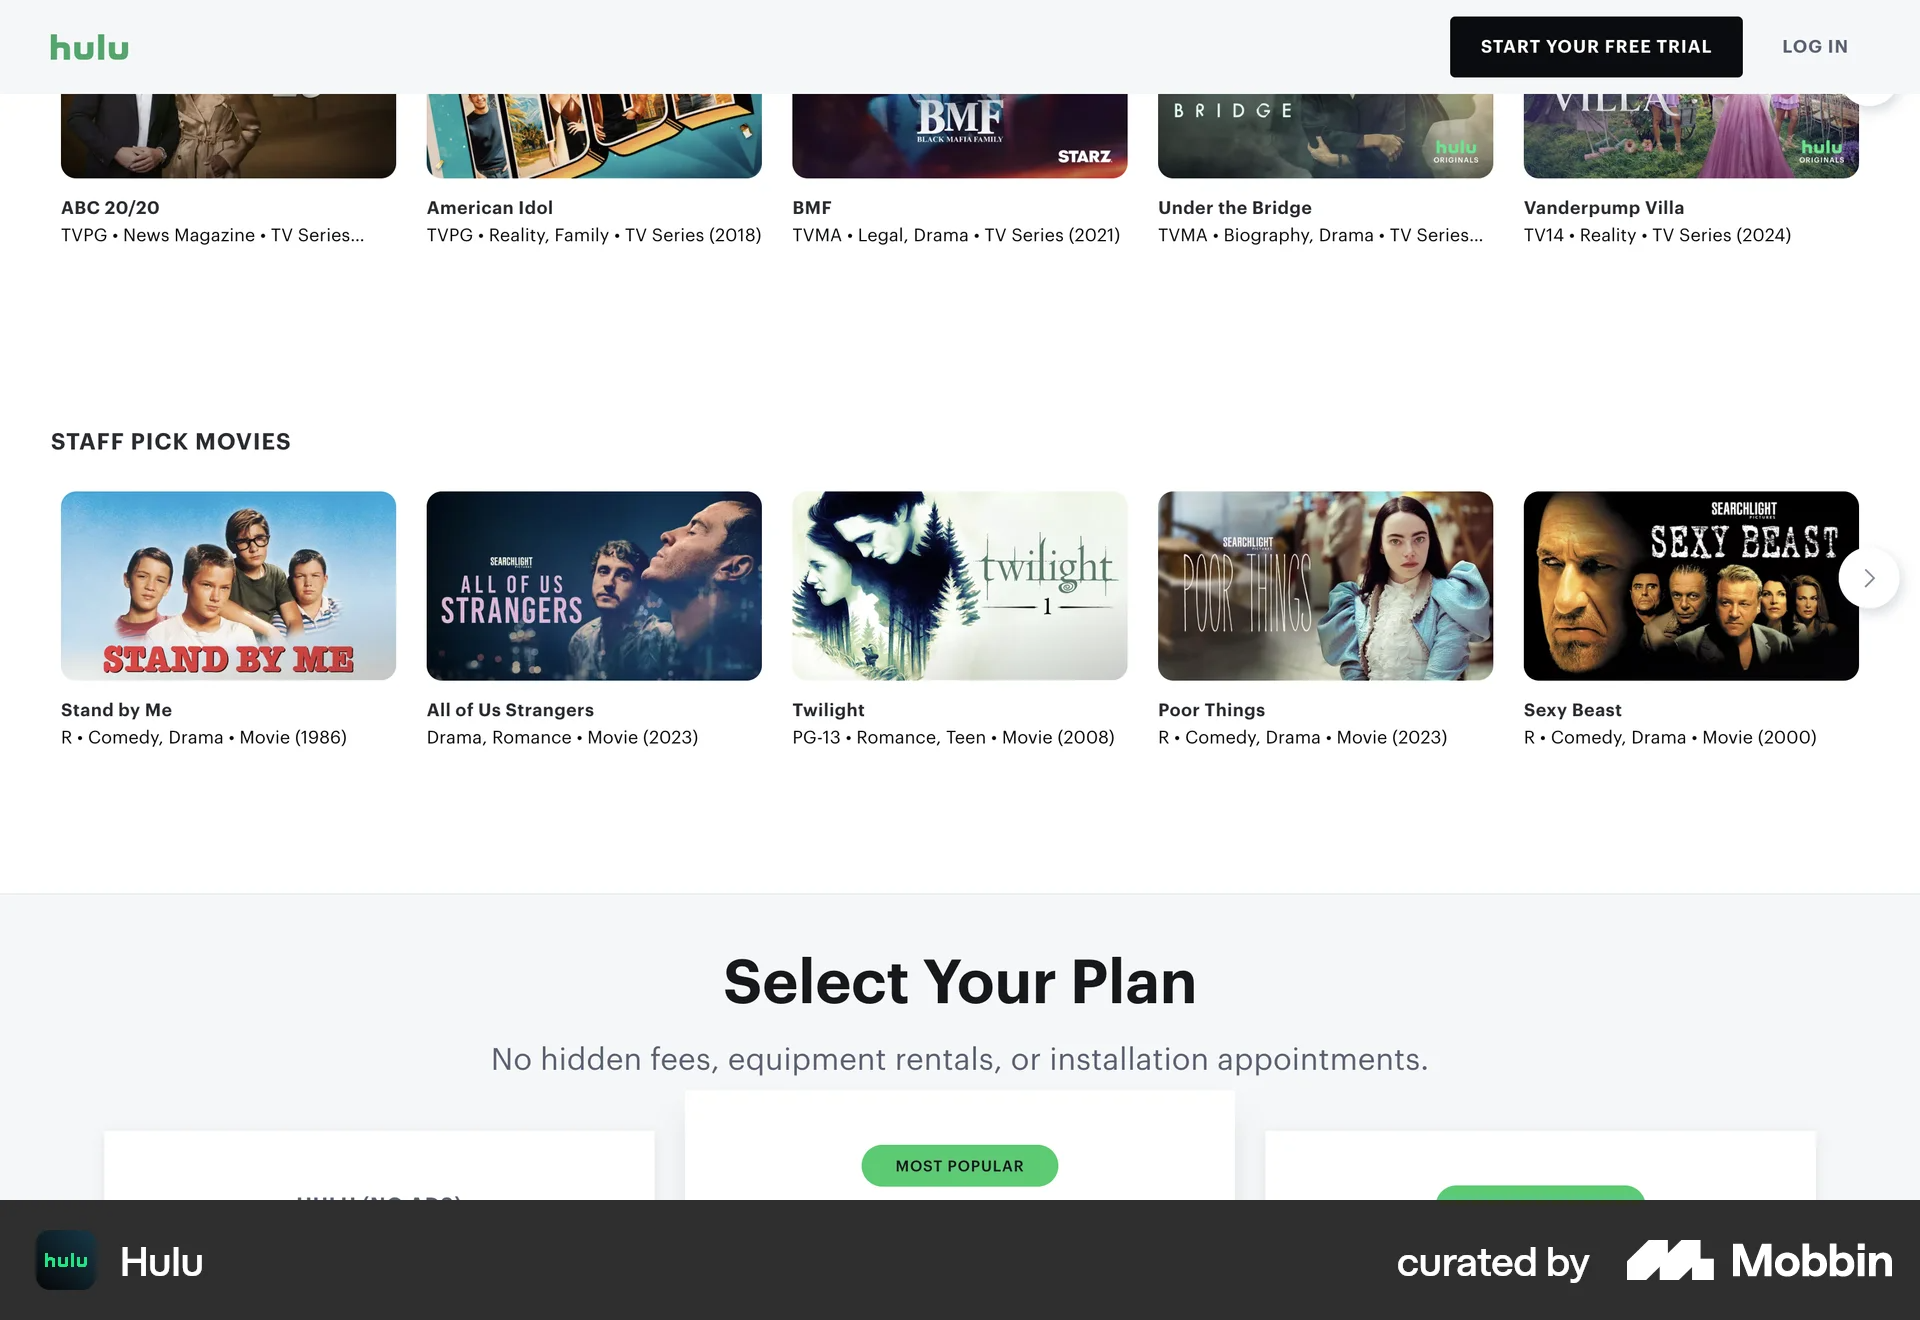 hulu
START YOUR FREE TRIAL
LOG IN
BMF
BLACK MAFIA FAMILY
STARZ
BRIDGE
hulu
ORIGINALS
VILLA
hulu
ORIGINALS
ABC 20/20
TVPG • News Magazine • TV Series...
American Idol
TVPG • Reality, Family • TV Series (2018)
BMF
TVMA • Legal, Drama • TV Series (2021)
Under the Bridge
TVMA • Biography, Drama • TV Series...
Vanderpump Villa
TV14 • Reality • TV Series (2024)
STAFF PICK MOVIES
STAND BY ME
SEARCHLIGHT
PICTURES
ALL OF US
STRANGERS
twilight
1
SEARCHLIGHT
PICTURES
POOR THINGS
SEARCHLIGHT
PICTURES
SEXY BEAST
Stand by Me
R • Comedy, Drama • Movie (1986)
All of Us Strangers
Drama, Romance • Movie (2023)
Twilight
PG-13 • Romance, Teen • Movie (2008)
Poor Things
R • Comedy, Drama • Movie (2023)
Sexy Beast
R • Comedy, Drama • Movie (2000)
Select Your Plan
No hidden fees, equipment rentals, or installation appointments.
MOST POPULAR
HULU (NO ADS)
hulu
Hulu
curated by
Mobbin